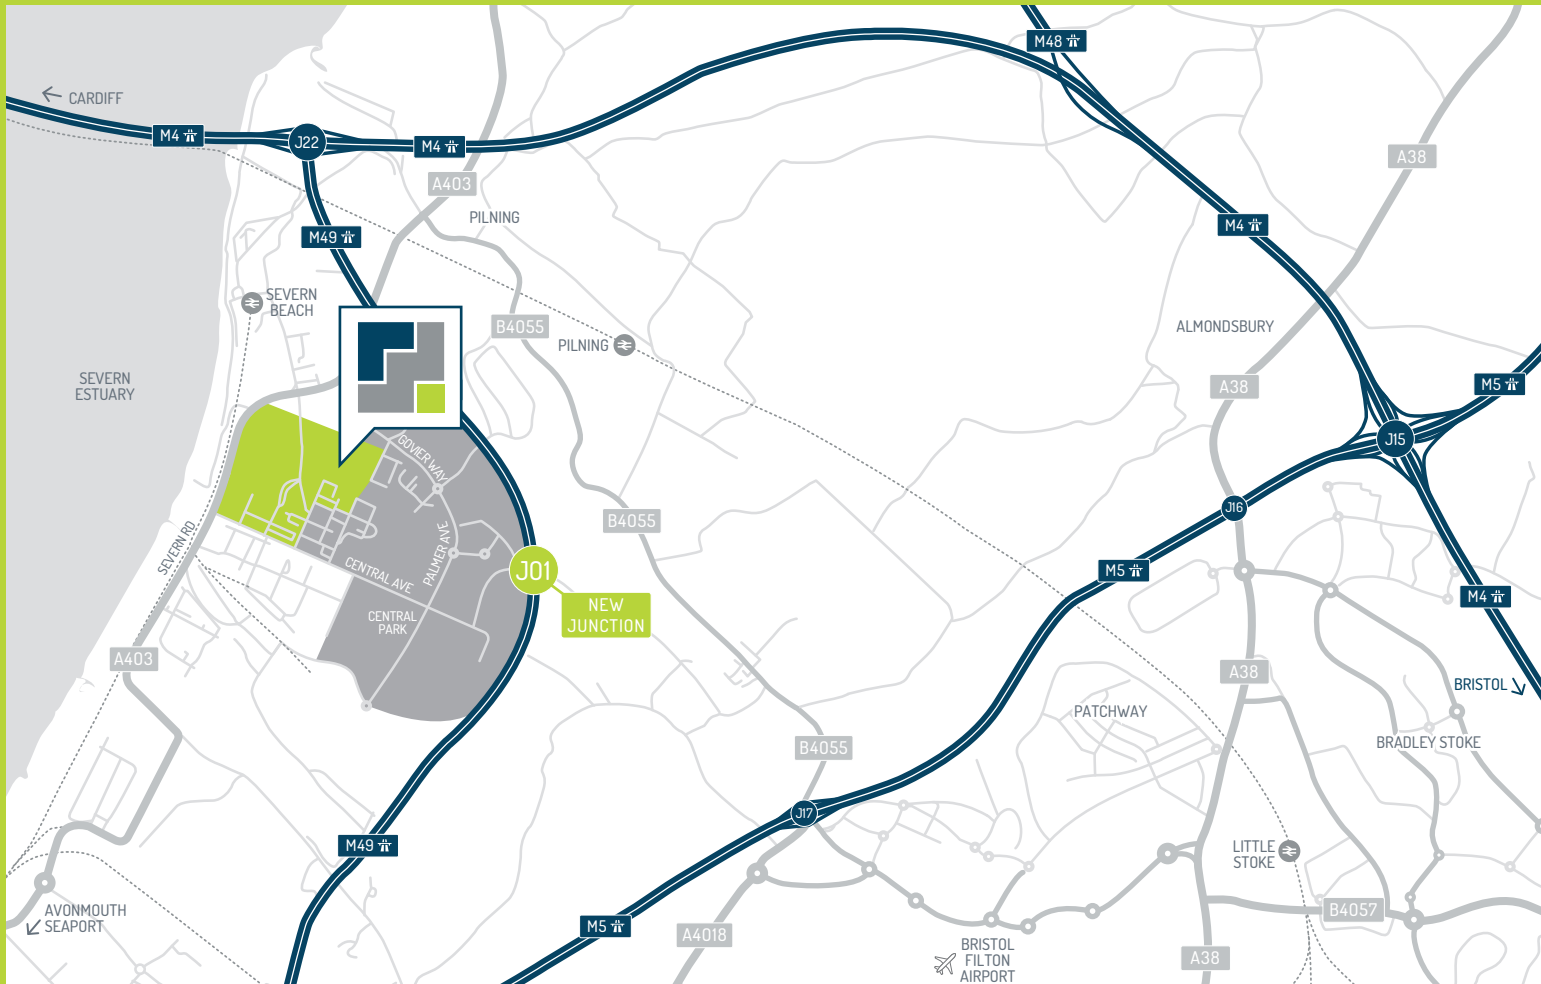 M48
CARDIFF
M4
J22
M4
A38
A403
PILNING
M4
M49
SEVERN
BEACH
B4055
ALMONDSBURY
PILNING
SEVERN
ESTUARY
A38
M5
GOVIER WAY
J15
J16
B4055
SEVERN RD
PALMER AVE
CENTRAL AVE
J01
M5
NEW
JUNCTION
M4
CENTRAL
PARK
A403
A38
BRISTOL
PATCHWAY
B4055
BRADLEY STOKE
J17
M49
LITTLE
STOKE
AVONMOUTH
SEAPORT
B4057
M5
A4018
BRISTOL
FILTON
AIRPORT
A38